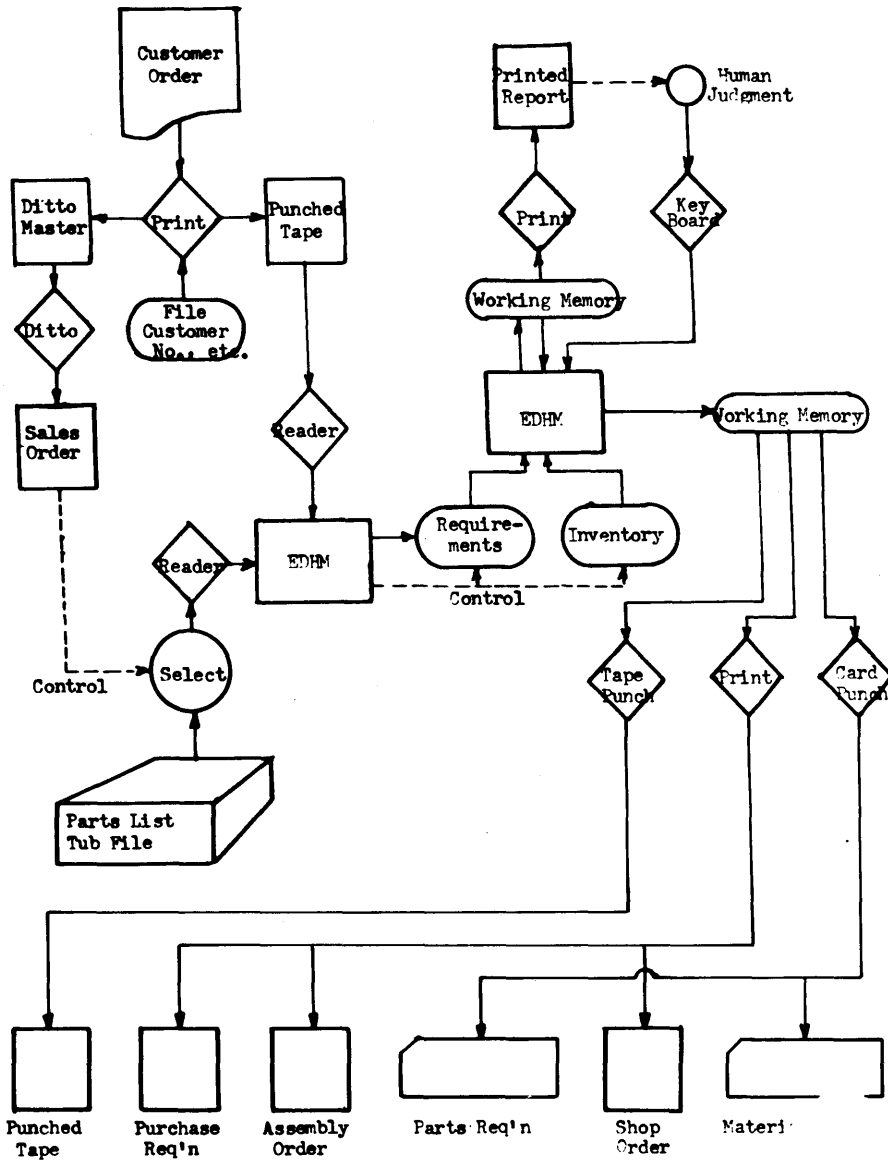 Customer
Order
Printed
Report
Human
Judgment
Ditto
Master
Print
Punched
Tape
Print
Key
Board
File
Customer
No., etc.
Working Memory
Ditto
Sales
Order
Reader
EDHM
Working Memory
Reader
EDHM
Require-
ments
Inventory
Control
Select
Control
Tape
Punch
Print
Card
Punch
Parts List
Tub File
Punched
Tape
Purchase
Req'n
Assembly
Order
Parts Req'n
Shop
Order
Materi